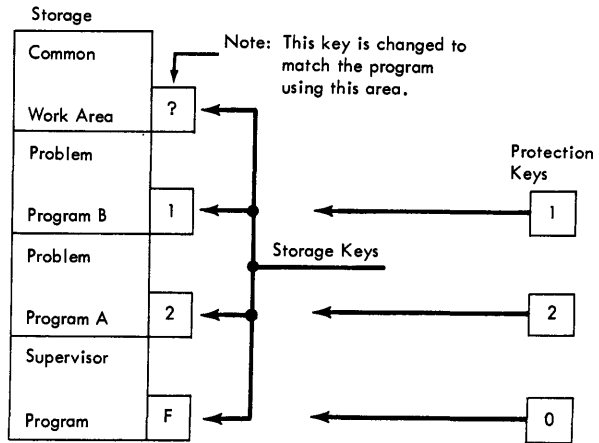 Storage
Common
Note: This key is changed to
match the program
using this area.
Work Area
?
Problem
Protection
Keys
Program B
1
1
Problem
Storage Keys
Program A
2
2
Supervisor
Program
F
0